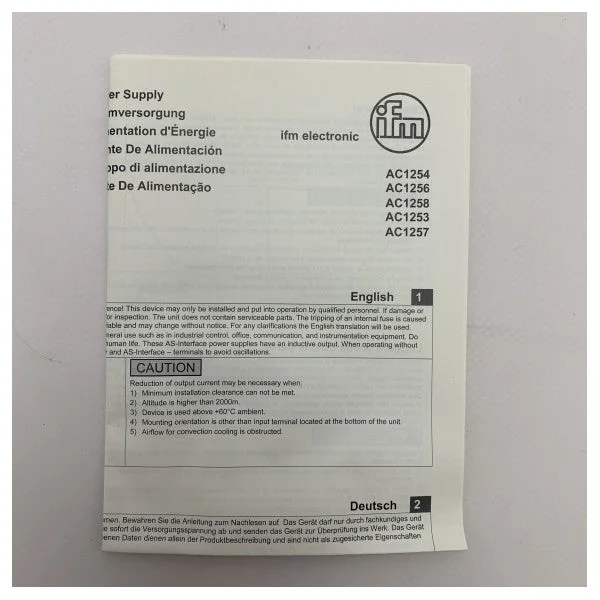 er Supply
mversorgung
nentation d'Énergie
nte De Alimentación
opo di alimentazione
te De Alimentação
ifm electronic
ifm
AC1254
AC1256
AC1258
AC1253
AC1257
English 1
ence! This device may only be installed and put into operation by qualified personnel. If damage or
for inspection. The unit does not contain serviceable parts. The tripping of an internal fuse is caused
iable and may change without notice. For any clarifications the English translation will be used.
neral use such as in industrial control, office, communication, and instrumentation equipment. Do
human life. These AS-Interface power supplies have an inductive output. When operating without
and AS-Interface – terminals to avoid oscillations.
CAUTION
Reduction of output current may be necessary when:
1) Minimum installation clearance can not be met.
2) Altitude is higher than 2000m.
3) Device is used above +60°C ambient.
4) Mounting orientation is other than input terminal located at the bottom of the unit.
5) Airflow for convection cooling is obstructed.
Deutsch 2
men. Bewahren Sie die Anleitung zum Nachlesen auf. Das Gerät darf nur durch fachkundiges und
e sofort die Versorgungsspannung ab und senden das Gerät zur Überprüfung ins Werk. Das Gerät
enen Daten dienen allein der Produktbeschreibung und sind nicht als zugesicherte Eigenschaften